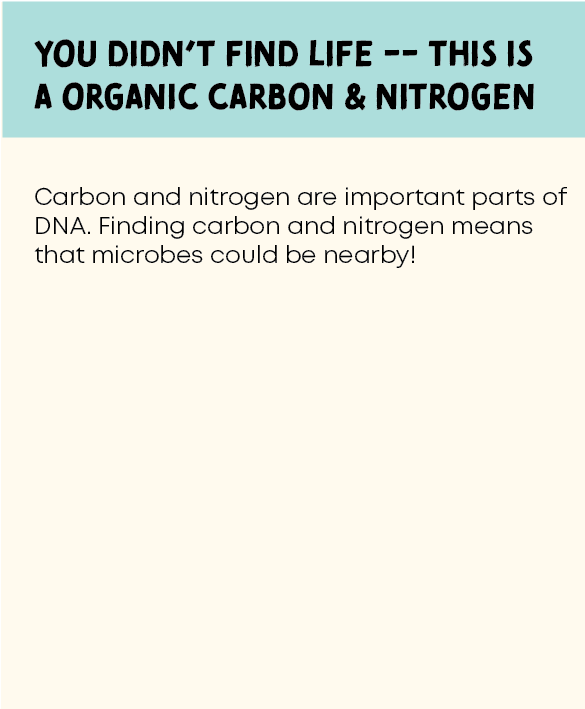 YOU DIDN'T FIND LIFE -- THIS IS
A ORGANIC CARBON & NITROGEN
Carbon and nitrogen are important parts of
DNA. Finding carbon and nitrogen means
that microbes could be nearby!